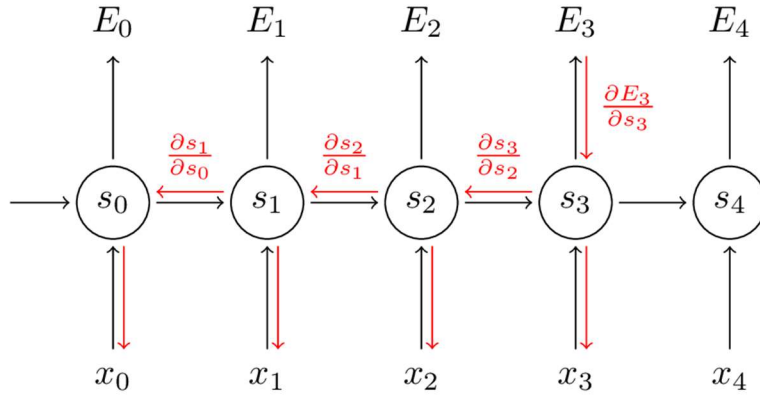 E₀ E₁ E₂ E₃ E₄
∂s₁/∂s₀ ∂s₂/∂s₁ ∂s₃/∂s₂ ∂E₃/∂s₃
s₀ s₁ s₂ s₃ s₄
x₀ x₁ x₂ x₃ x₄